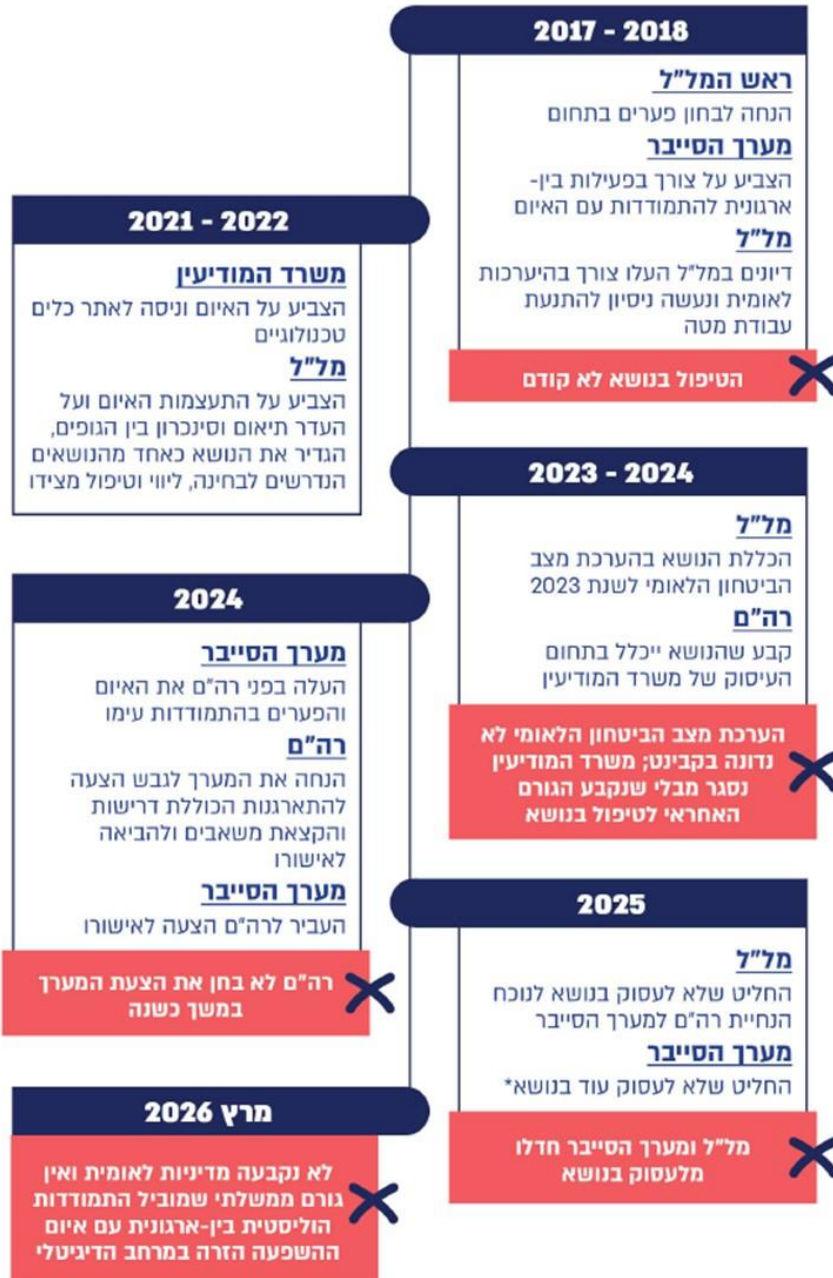 2017 - 2018
ראש המל"ל
הנחה לבחון פערים בתחום
מערך הסייבר
הצביע על צורך בפעילות בין-
ארגונית להתמודדות עם האיום
מל"ל
דיונים במל"ל העלו צורך בהיערכות
לאומית ונעשה ניסיון להתנעת
עבודת מטה
הטיפול בנושא לא קודם
2021 - 2022
משרד המודיעין
הצביע על האיום וניסה לאתר כלים
טכנולוגיים
מל"ל
הצביע על התעצמות האיום ועל
העדר תיאום וסינכרון בין הגופים,
הגדיר את הנושא כאחד מהנושאים
הנדרשים לבחינה, ליווי וטיפול מצידו
2023 - 2024
מל"ל
הכללת הנושא בהערכת מצב
הביטחון הלאומי לשנת 2023
רה"ם
קבע שהנושא ייכלל בתחום
העיסוק של משרד המודיעין
הערכת מצב הביטחון הלאומי לא
נדונה בקבינט; משרד המודיעין
נסגר מבלי שנקבע הגורם
האחראי לטיפול בנושא
2024
מערך הסייבר
העלה בפני רה"ם את האיום
והפערים בהתמודדות עימו
רה"ם
הנחה את המערך לגבש הצעה
להתארגנות הכוללת דרישות
והקצאת משאבים ולהביאה
לאישורו
מערך הסייבר
העביר לרה"ם הצעה לאישורו
רה"ם לא בחן את הצעת המערך
במשך כשנה
2025
מל"ל
החליט שלא לעסוק בנושא לנוכח
הנחיית רה"ם למערך הסייבר
מערך הסייבר
החליט שלא לעסוק עוד בנושא*
מל"ל ומערך הסייבר חדלו
מלעסוק בנושא
מרץ 2026
לא נקבעה מדיניות לאומית ואין
גורם ממשלתי שמוביל התמודדות
הוליסטית בין-ארגונית עם איום
ההשפעה הזרה במרחב הדיגיטלי